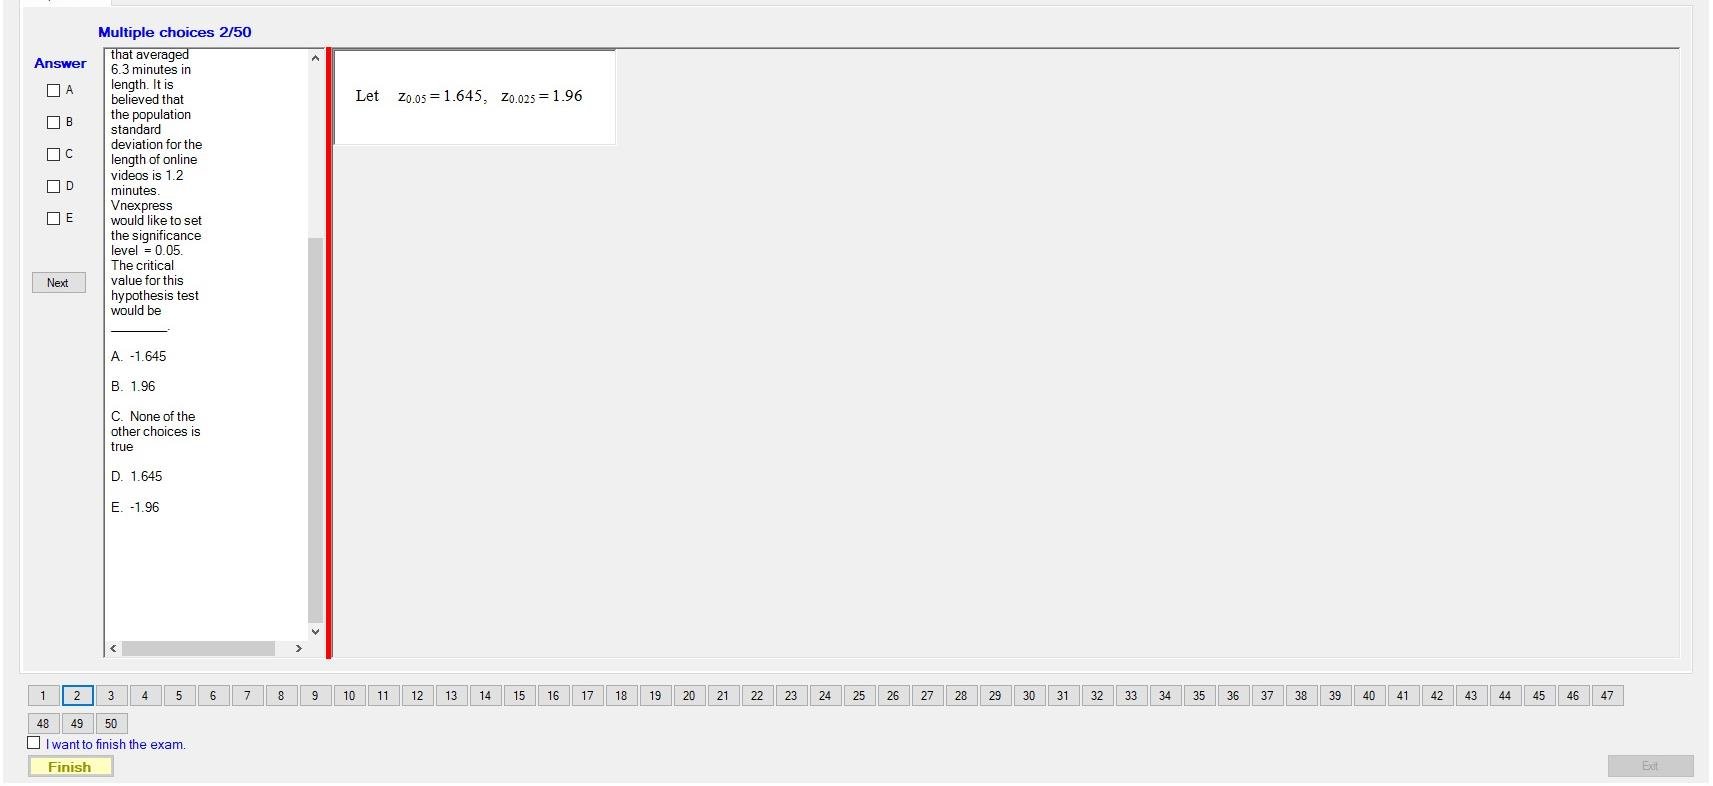 Multiple choices 2/50
Answer
A
B
C
D
E
Next
that averaged
6.3 minutes in
length. It is
believed that
the population
standard
deviation for the
length of online
videos is 1.2
minutes.
Vnexpress
would like to set
the significance
level = 0.05.
The critical
value for this
hypothesis test
would be
________.
A. -1.645
B. 1.96
C. None of the
other choices is
true
D. 1.645
E. -1.96
Let z0.05 = 1.645, z0.025 = 1.96
1 2 3 4 5 6 7 8 9 10 11 12 13 14 15 16 17 18 19 20 21 22 23 24 25 26 27 28 29 30 31 32 33 34 35 36 37 38 39 40 41 42 43 44 45 46 47
48 49 50
I want to finish the exam.
Finish
Exit